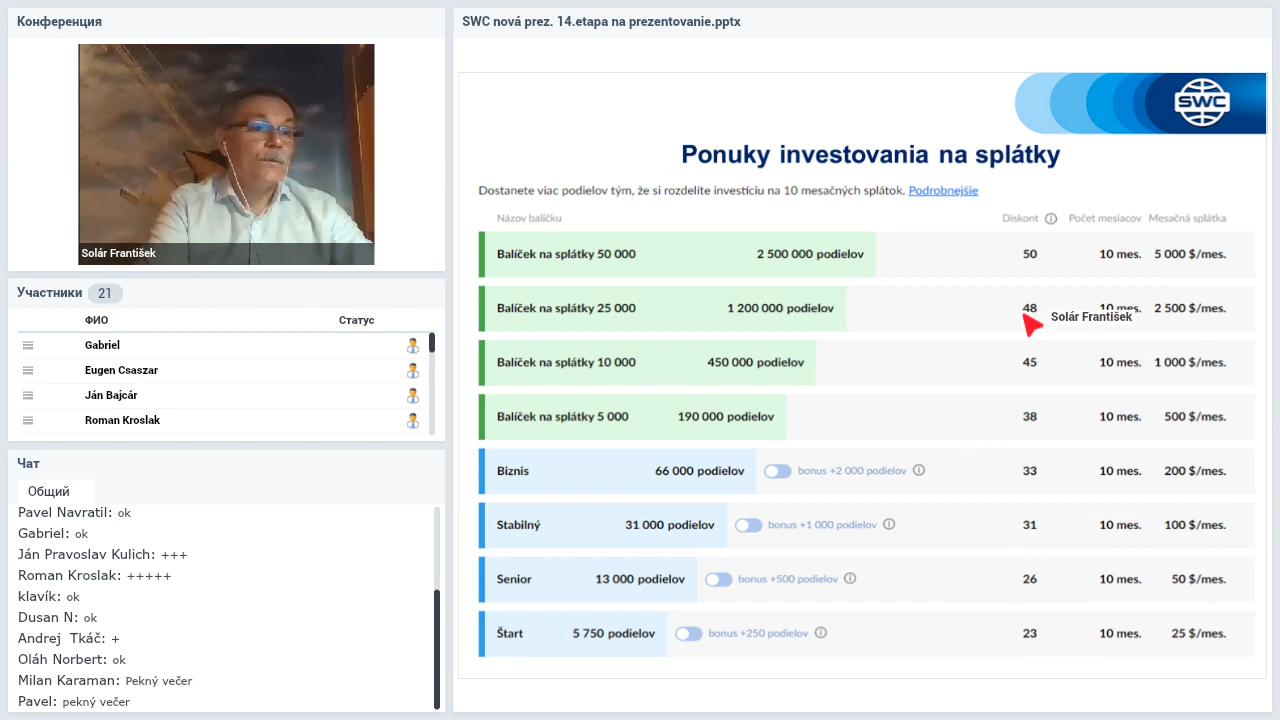 Конференция
Solár František
Участники 21
ФИО Статус
Gabriel
Eugen Csaszar
Ján Bajcár
Roman Kroslak
Чат
Общий
Pavel Navratil: ok
Gabriel: ok
Ján Pravoslav Kulich: +++
Roman Kroslak: +++++
klavík: ok
Dusan N: ok
Andrej Tkáč: +
Oláh Norbert: ok
Milan Karaman: Pekný večer
Pavel: pekný večer
SWC nová prez. 14.etapa na prezentovanie.pptx
SWC
Ponuky investovania na splátky
Dostanete viac podielov tým, že si rozdelíte investíciu na 10 mesačných splátok. Podrobnejšie
Názov balíčku Diskont Počet mesiacov Mesačná splátka
Balíček na splátky 50 000 2 500 000 podielov 50 10 mes. 5 000 $/mes.
Balíček na splátky 25 000 1 200 000 podielov 48 10 mes. 2 500 $/mes.
Solár František
Balíček na splátky 10 000 450 000 podielov 45 10 mes. 1 000 $/mes.
Balíček na splátky 5 000 190 000 podielov 38 10 mes. 500 $/mes.
Biznis 66 000 podielov bonus +2 000 podielov 33 10 mes. 200 $/mes.
Stabilný 31 000 podielov bonus +1 000 podielov 31 10 mes. 100 $/mes.
Senior 13 000 podielov bonus +500 podielov 26 10 mes. 50 $/mes.
Štart 5 750 podielov bonus +250 podielov 23 10 mes. 25 $/mes.